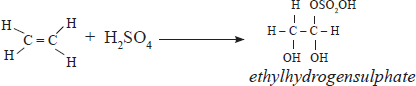 H H H OSO₂OH
C=C + H₂SO₄ H-C-C-H
H H OH OH
ethylhydrogensulphate